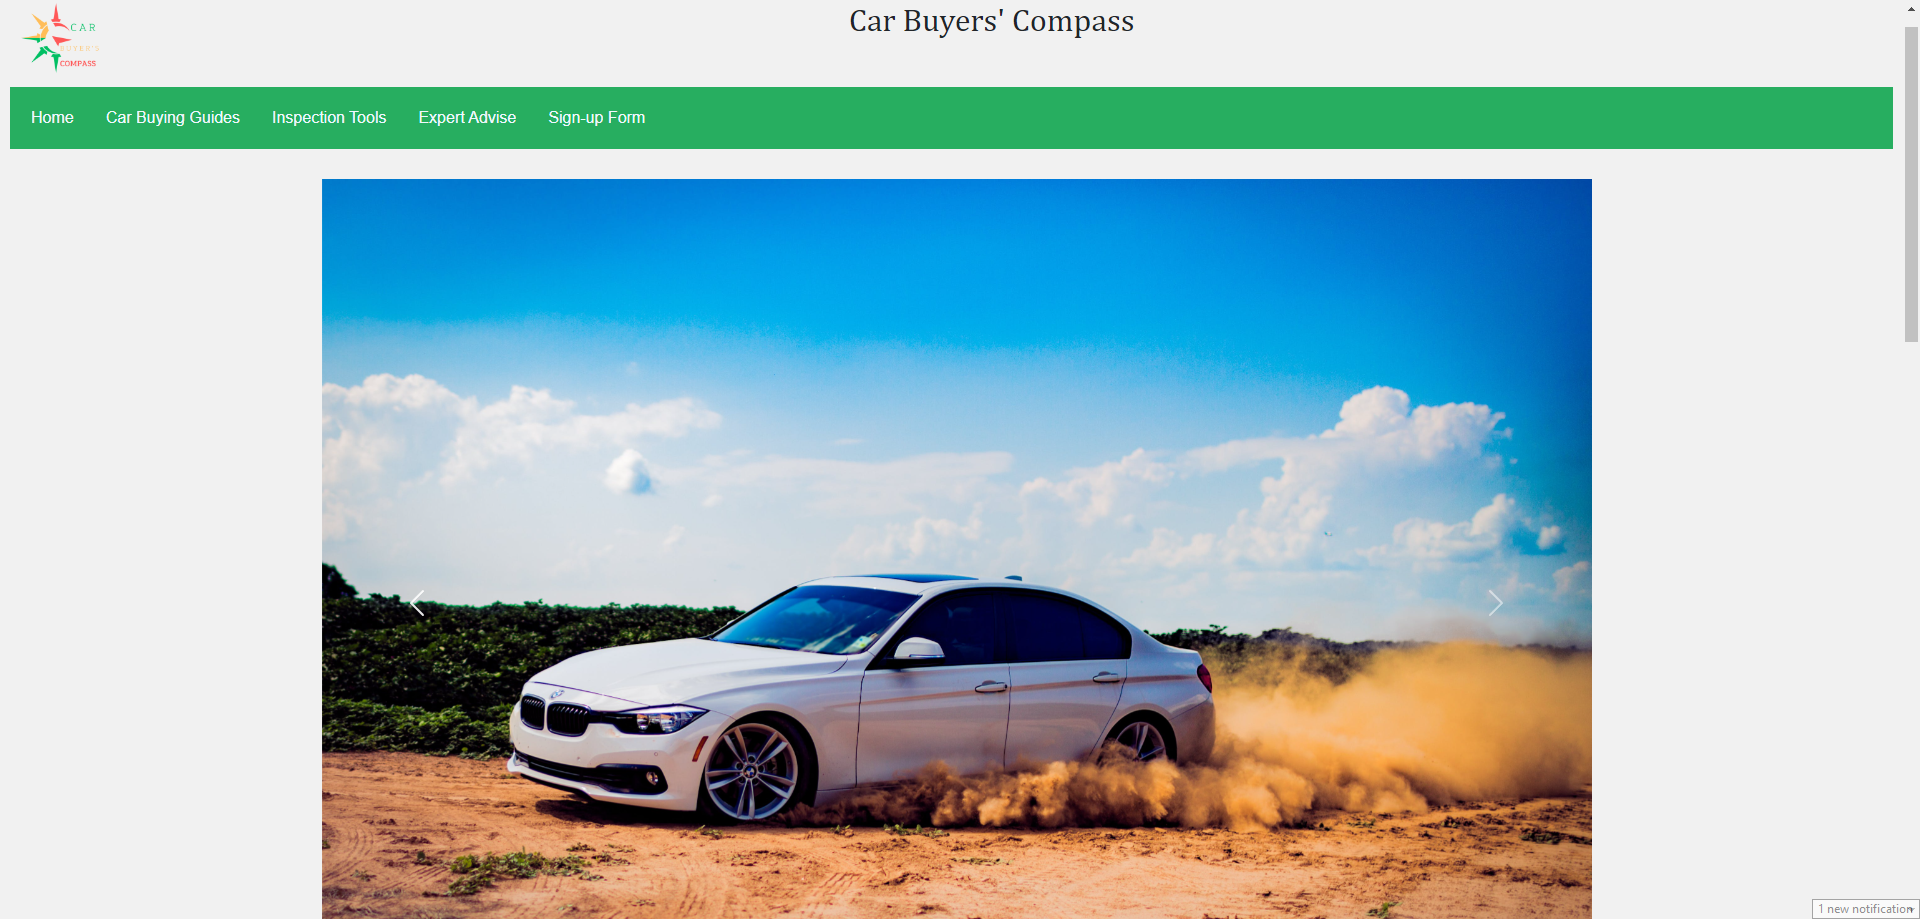 CAR
BUYER'S
COMPASS
Car Buyers' Compass
Home Car Buying Guides Inspection Tools Expert Advise Sign-up Form
1 new notification